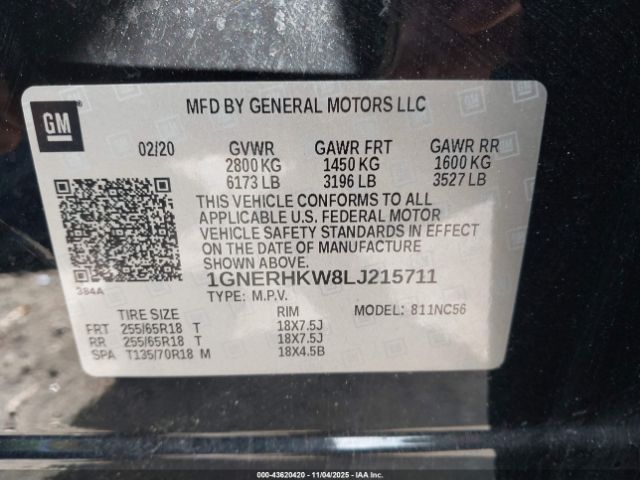 GM
MFD BY GENERAL MOTORS LLC
02/20 GVWR GAWR FRT GAWR RR
2800 KG 1450 KG 1600 KG
6173 LB 3196 LB 3527 LB
THIS VEHICLE CONFORMS TO ALL
APPLICABLE U.S. FEDERAL MOTOR
VEHICLE SAFETY STANDARDS IN EFFECT
ON THE DATE OF MANUFACTURE
SHOWN ABOVE.
384A
1GNERHKW8LJ215711
TYPE: M.P.V. MODEL: 811NC56
TIRE SIZE RIM
FRT 255/65R18 T 18X7.5J
RR 255/65R18 T 18X7.5J
SPA T135/70R18 M 18X4.5B
000-43620420 - 11/04/2025 - IAAI.COM